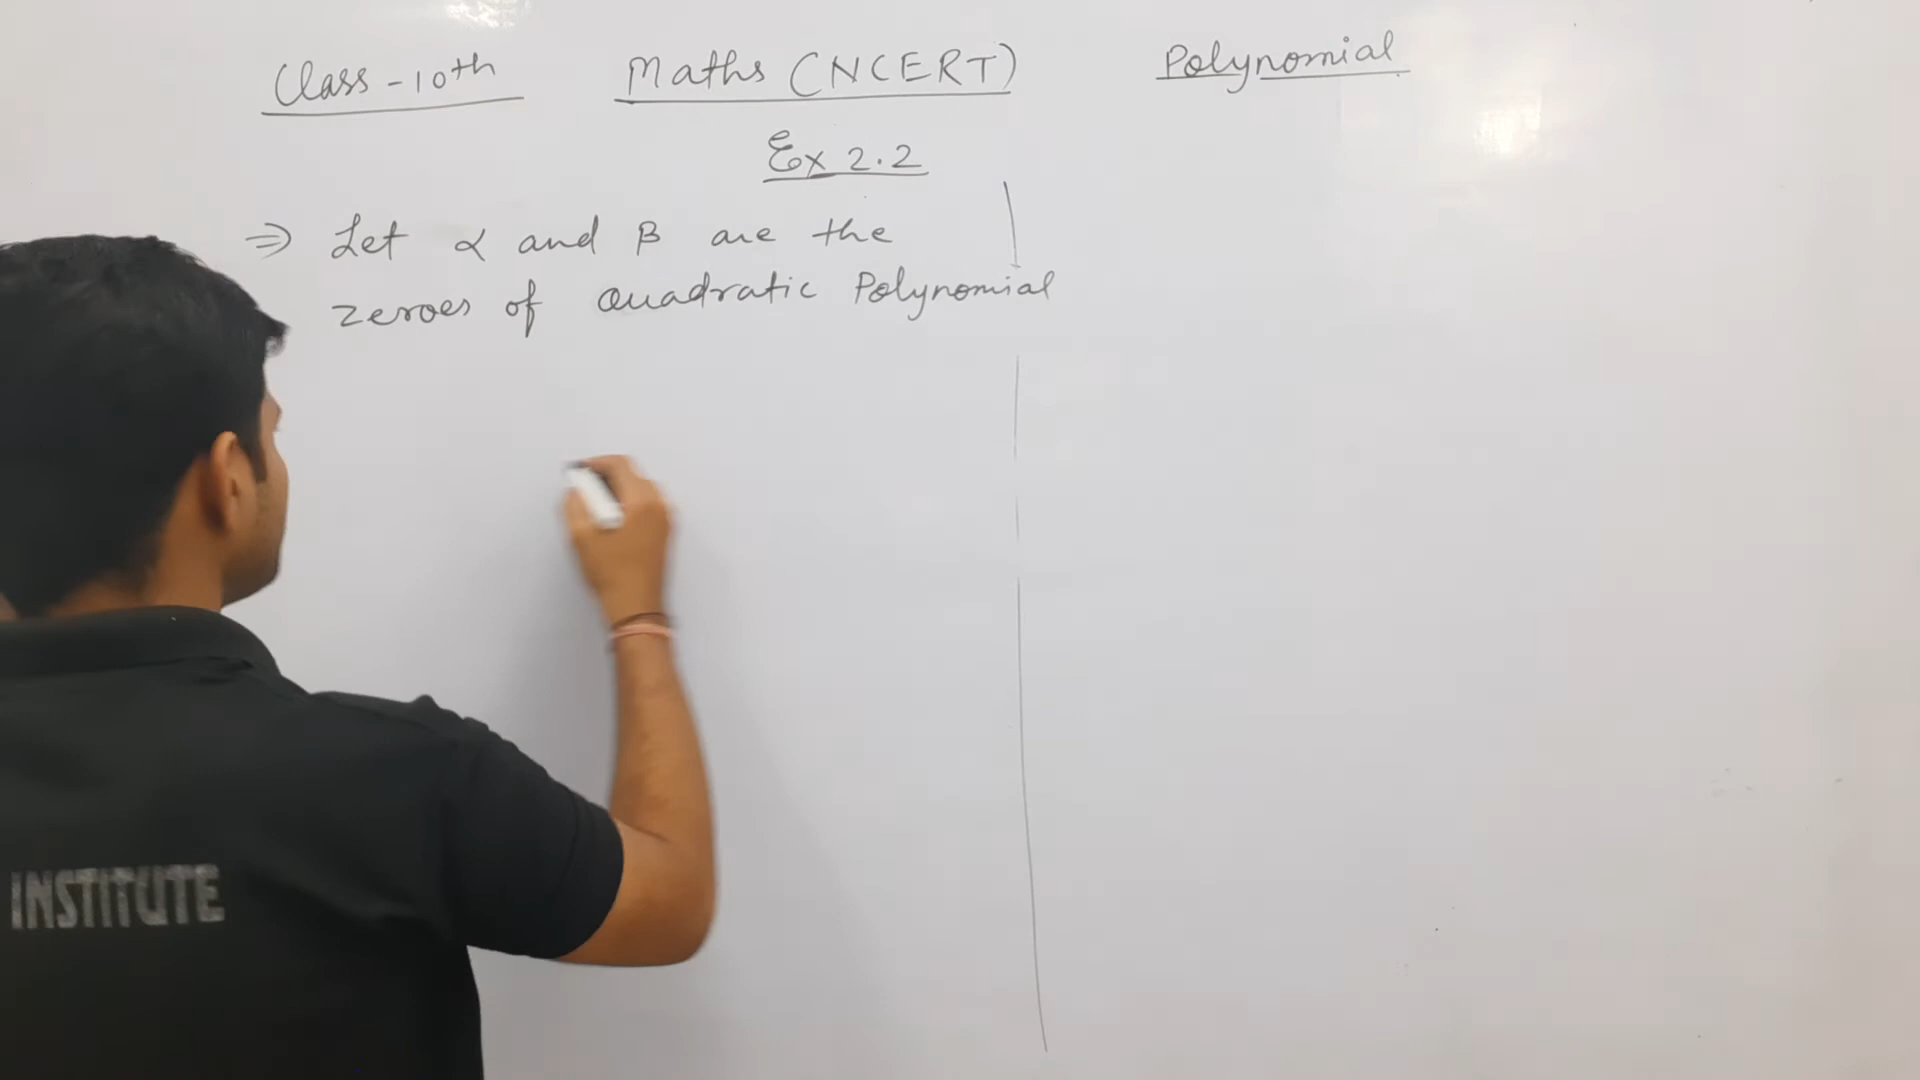 Class - 10th Maths (NCERT) Polynomial
Ex 2.2
⇒ Let α and β are the
zeroes of Quadratic Polynomial
INSTITUTE